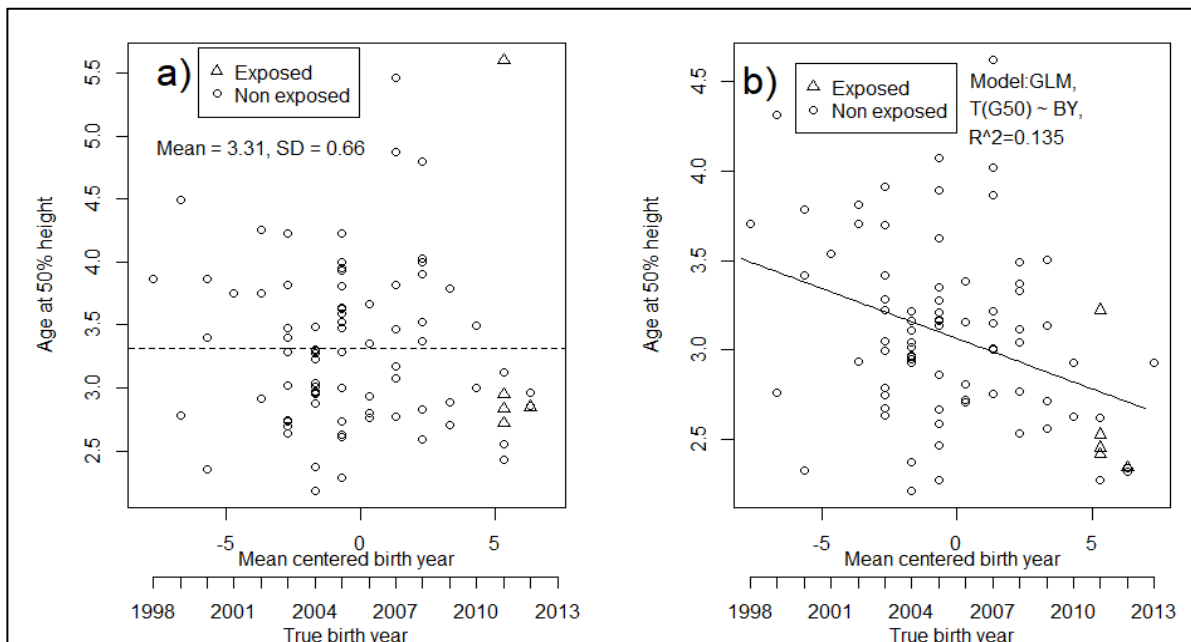 a)
Exposed
Non exposed
Mean = 3.31, SD = 0.66
Age at 50% height
5.5
5.0
4.5
4.0
3.5
3.0
2.5
-5 0 5
Mean centered birth year
1998 2001 2004 2007 2010 2013
True birth year
b)
Exposed
Non exposed
Model:GLM,
T(G50) ~ BY,
R^2=0.135
Age at 50% height
4.5
4.0
3.5
3.0
2.5
-5 0 5
Mean centered birth year
1998 2001 2004 2007 2010 2013
True birth year